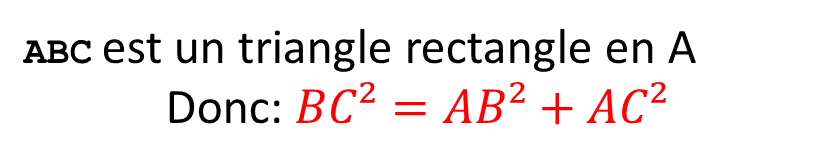 ABC est un triangle rectangle en A
Donc: BC² = AB² + AC²